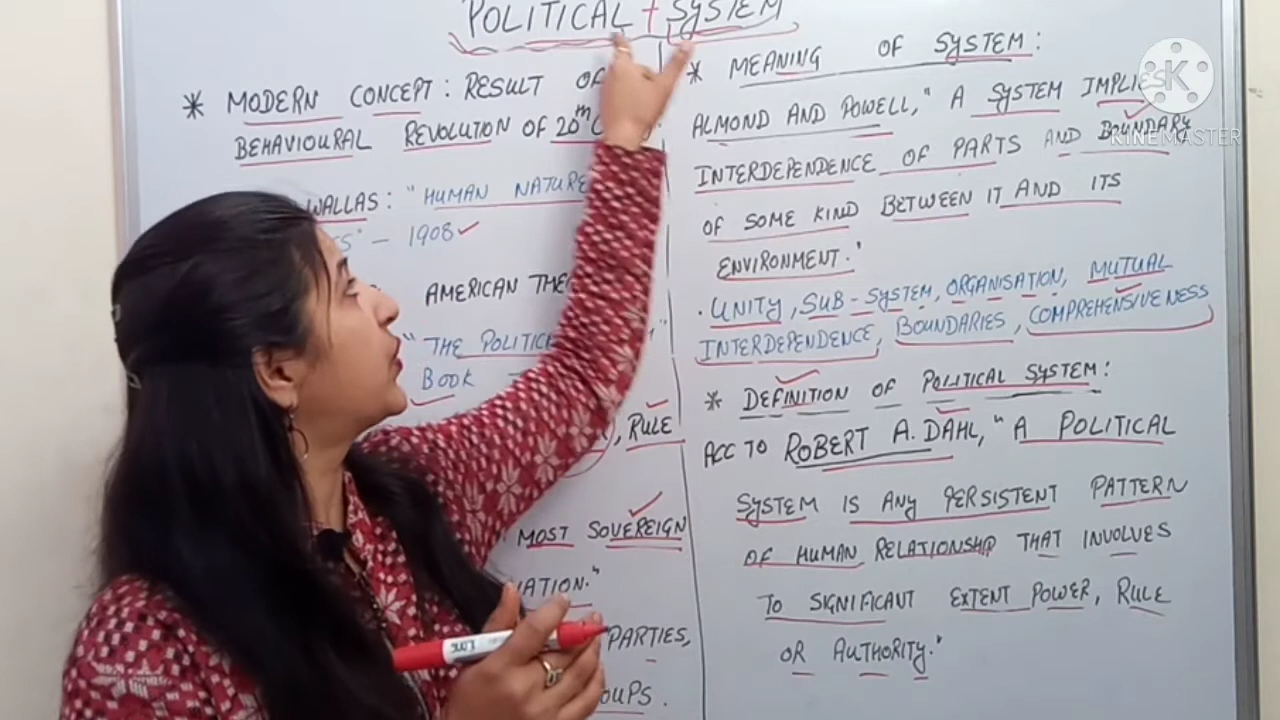 POLITICAL + SYSTEM
* MODERN CONCEPT: RESULT OF
BEHAVIOURAL REVOLUTION OF 20th
WALLAS: "HUMAN NATURE
- 1908
AMERICAN
"THE
BOOK
, RULE
MOST SOVEREIGN
PARTIES,
* MEANING OF SYSTEM:
ALMOND AND POWELL, "A SYSTEM IMPLIES
INTERDEPENDENCE OF PARTS AND BOUNDARY
OF SOME KIND BETWEEN IT AND ITS
ENVIRONMENT."
. UNITY, SUB-SYSTEM, ORGANISATION, MUTUAL
INTERDEPENDENCE, BOUNDARIES, COMPREHENSIVENESS
* DEFINITION OF POLITICAL SYSTEM:
ACC TO ROBERT A. DAHL, "A POLITICAL
SYSTEM IS ANY PERSISTENT PATTERN
OF HUMAN RELATIONSHIP THAT INVOLVES
TO SIGNIFICANT EXTENT POWER, RULE
OR AUTHORITY."
K
KINEMASTER